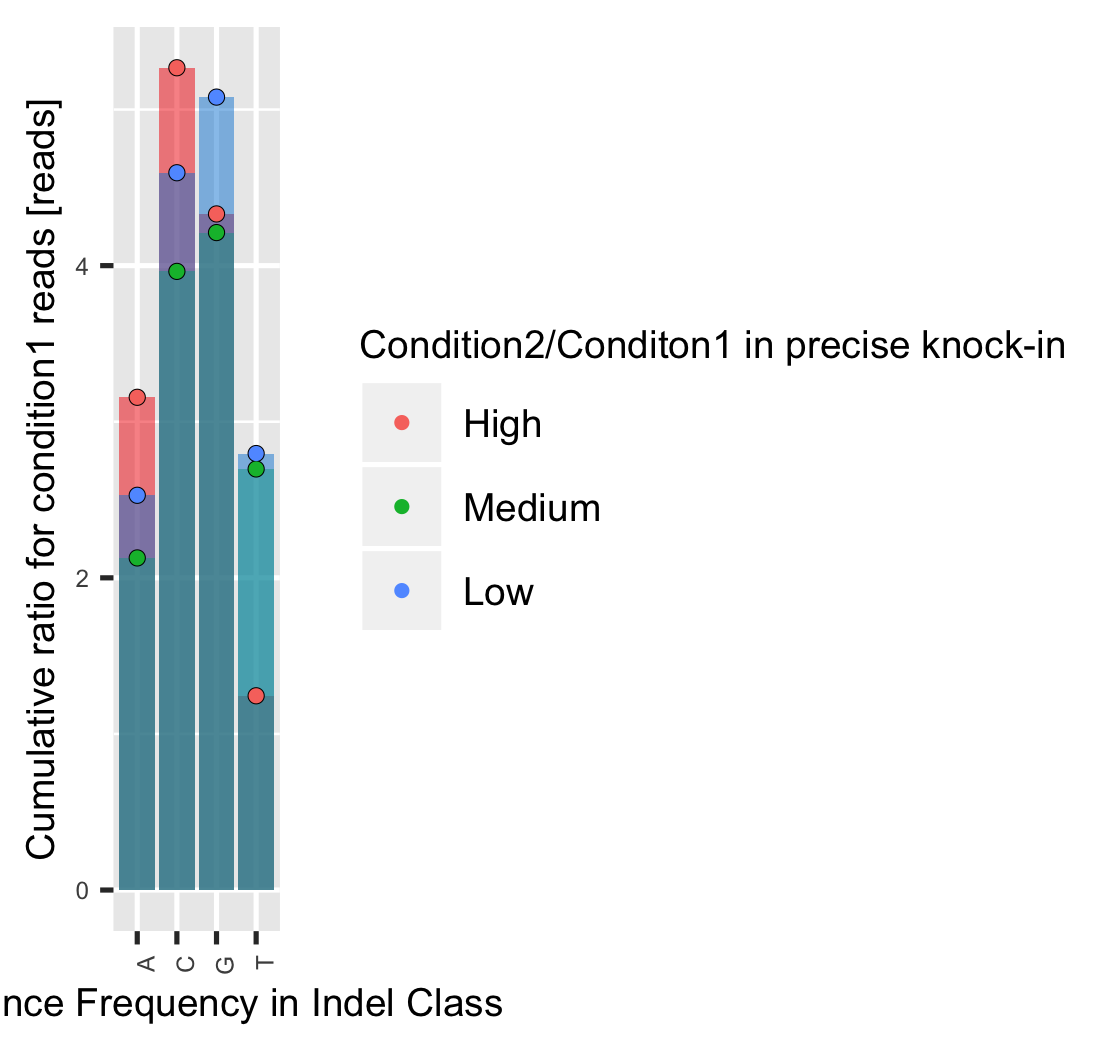 Cumulative ratio for condition1 reads [reads]
4
2
0
A
C
G
T
nce Frequency in Indel Class
Condition2/Conditon1 in precise knock-in
High
Medium
Low